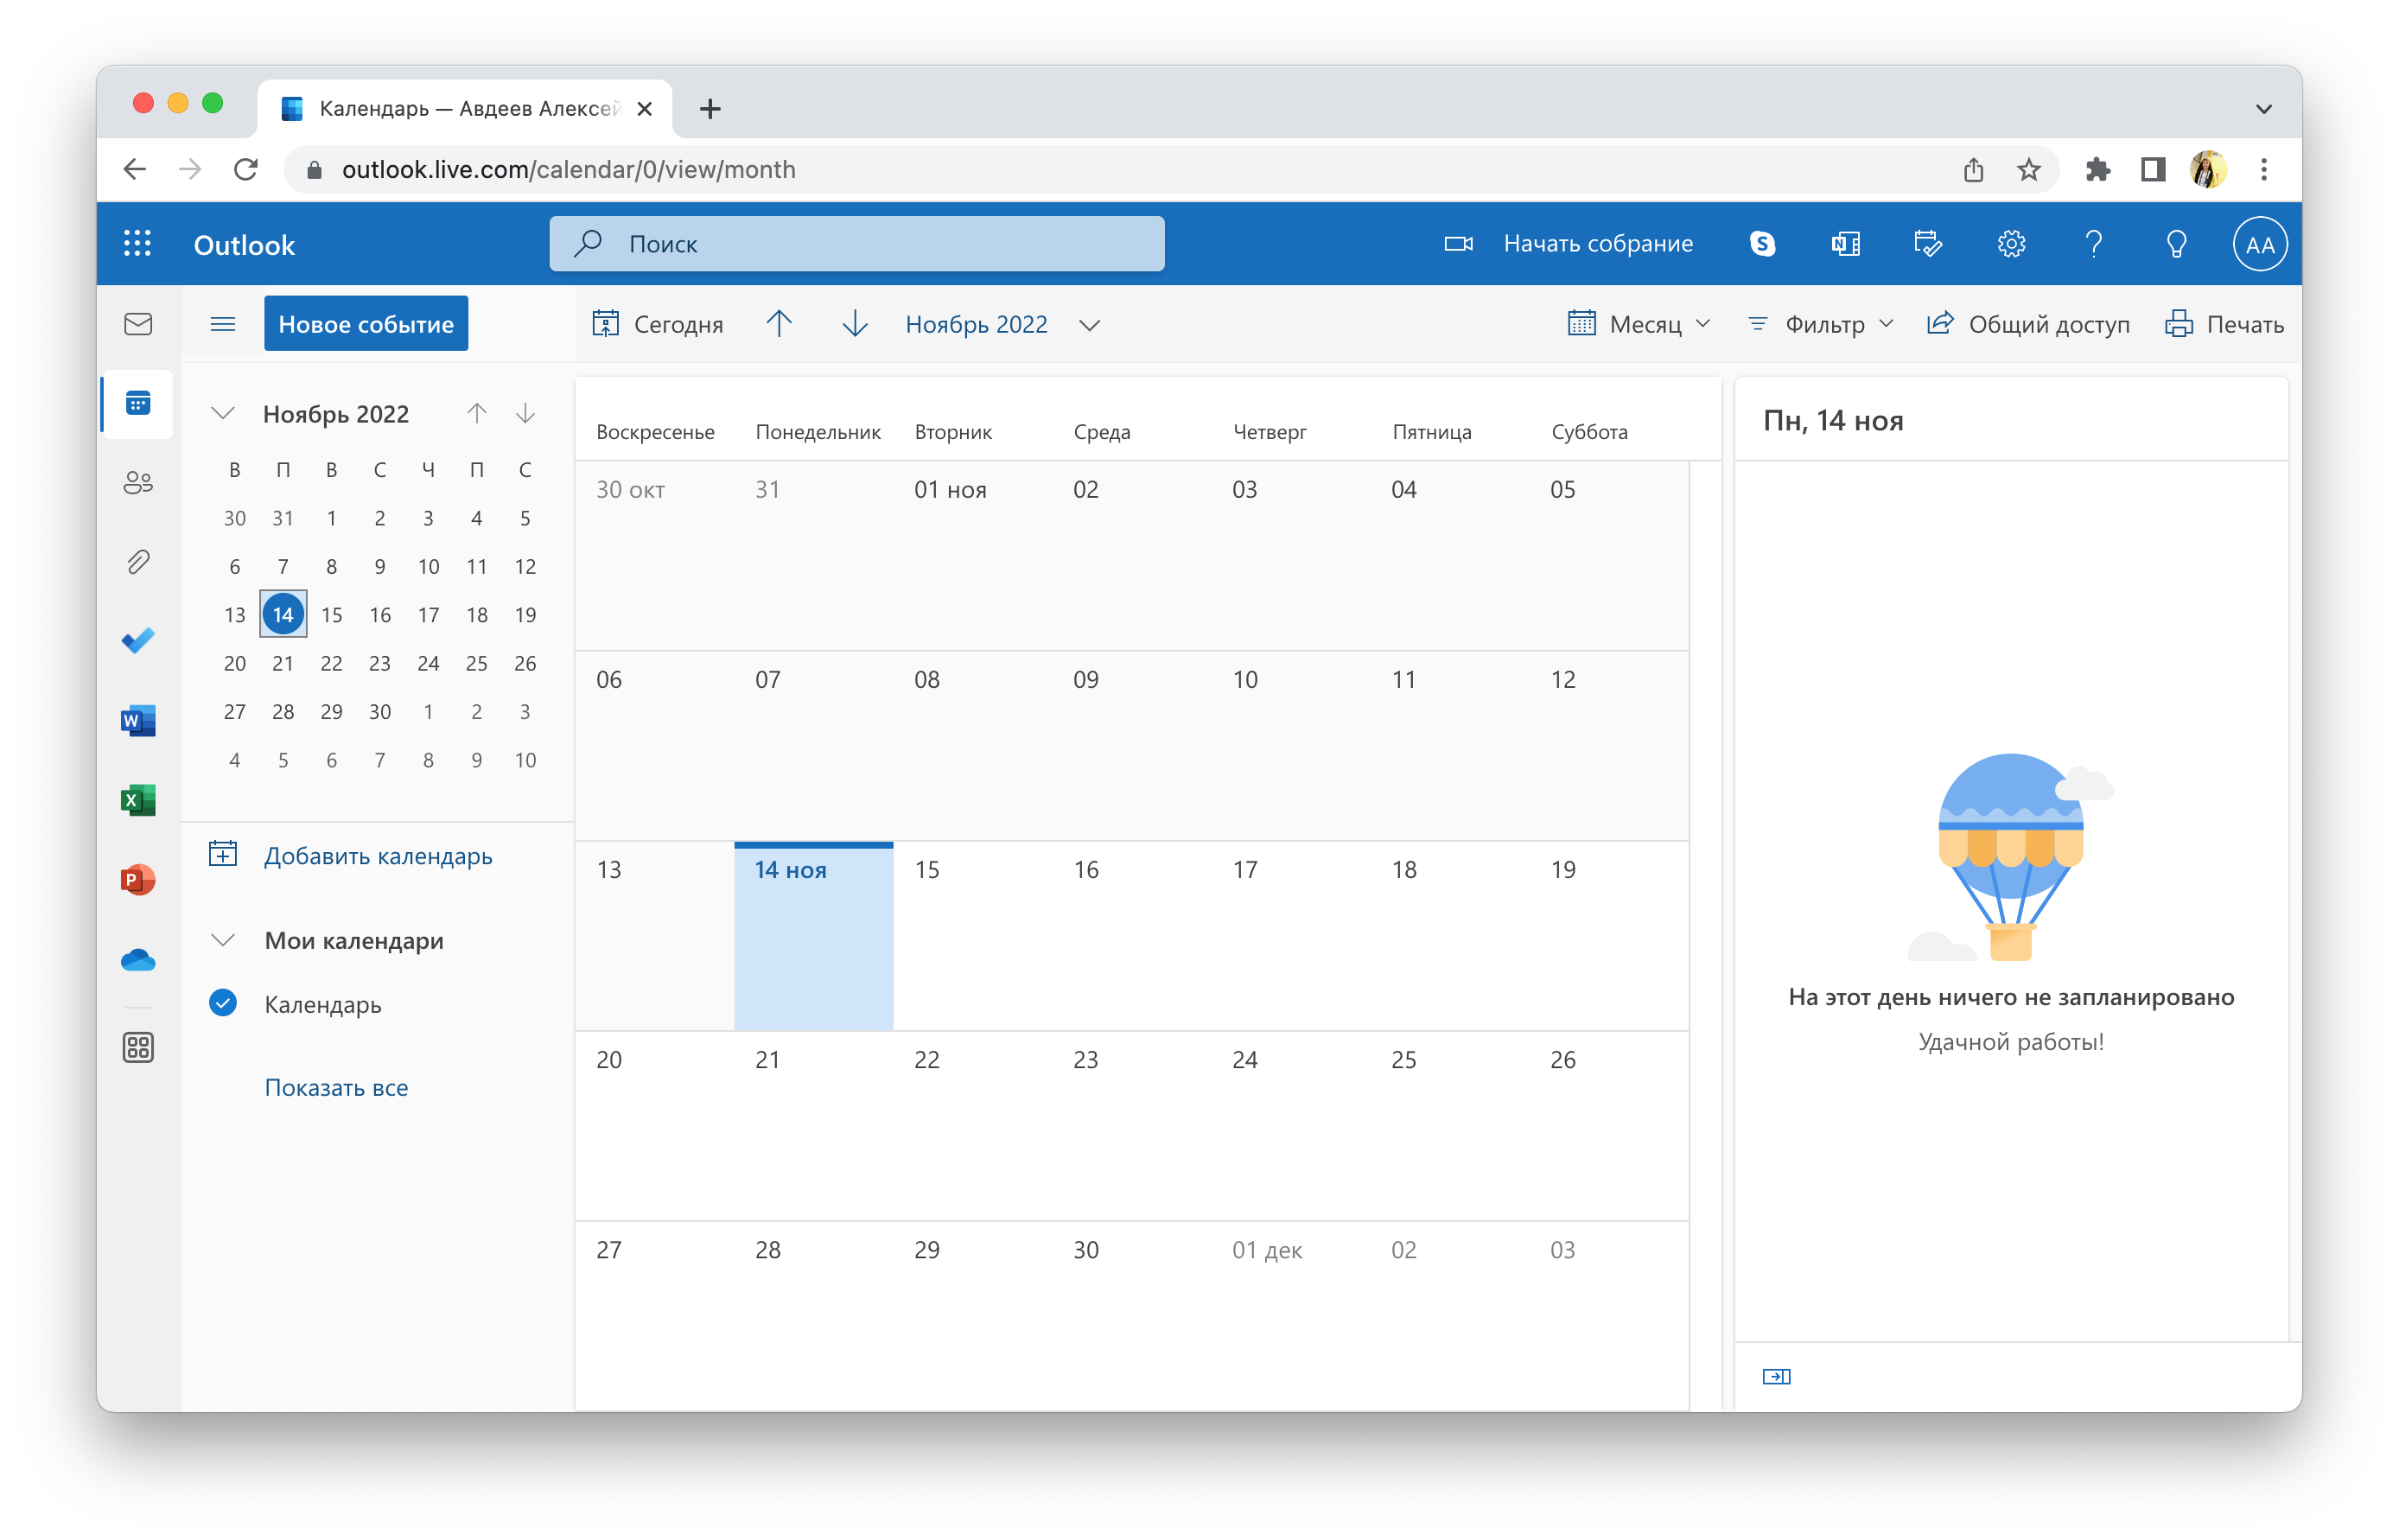 Календарь — Авдеев Алексей
outlook.live.com/calendar/0/view/month
Outlook
Поиск
Начать собрание
AA
Новое событие
Сегодня
Ноябрь 2022
Месяц
Фильтр
Общий доступ
Печать
Ноябрь 2022
В П В С Ч П С
30 31 1 2 3 4 5
6 7 8 9 10 11 12
13 14 15 16 17 18 19
20 21 22 23 24 25 26
27 28 29 30 1 2 3
4 5 6 7 8 9 10
Добавить календарь
Мои календари
Календарь
Показать все
Воскресенье Понедельник Вторник Среда Четверг Пятница Суббота
30 окт 31 01 ноя 02 03 04 05
06 07 08 09 10 11 12
13 14 ноя 15 16 17 18 19
20 21 22 23 24 25 26
27 28 29 30 01 дек 02 03
Пн, 14 ноя
На этот день ничего не запланировано
Удачной работы!